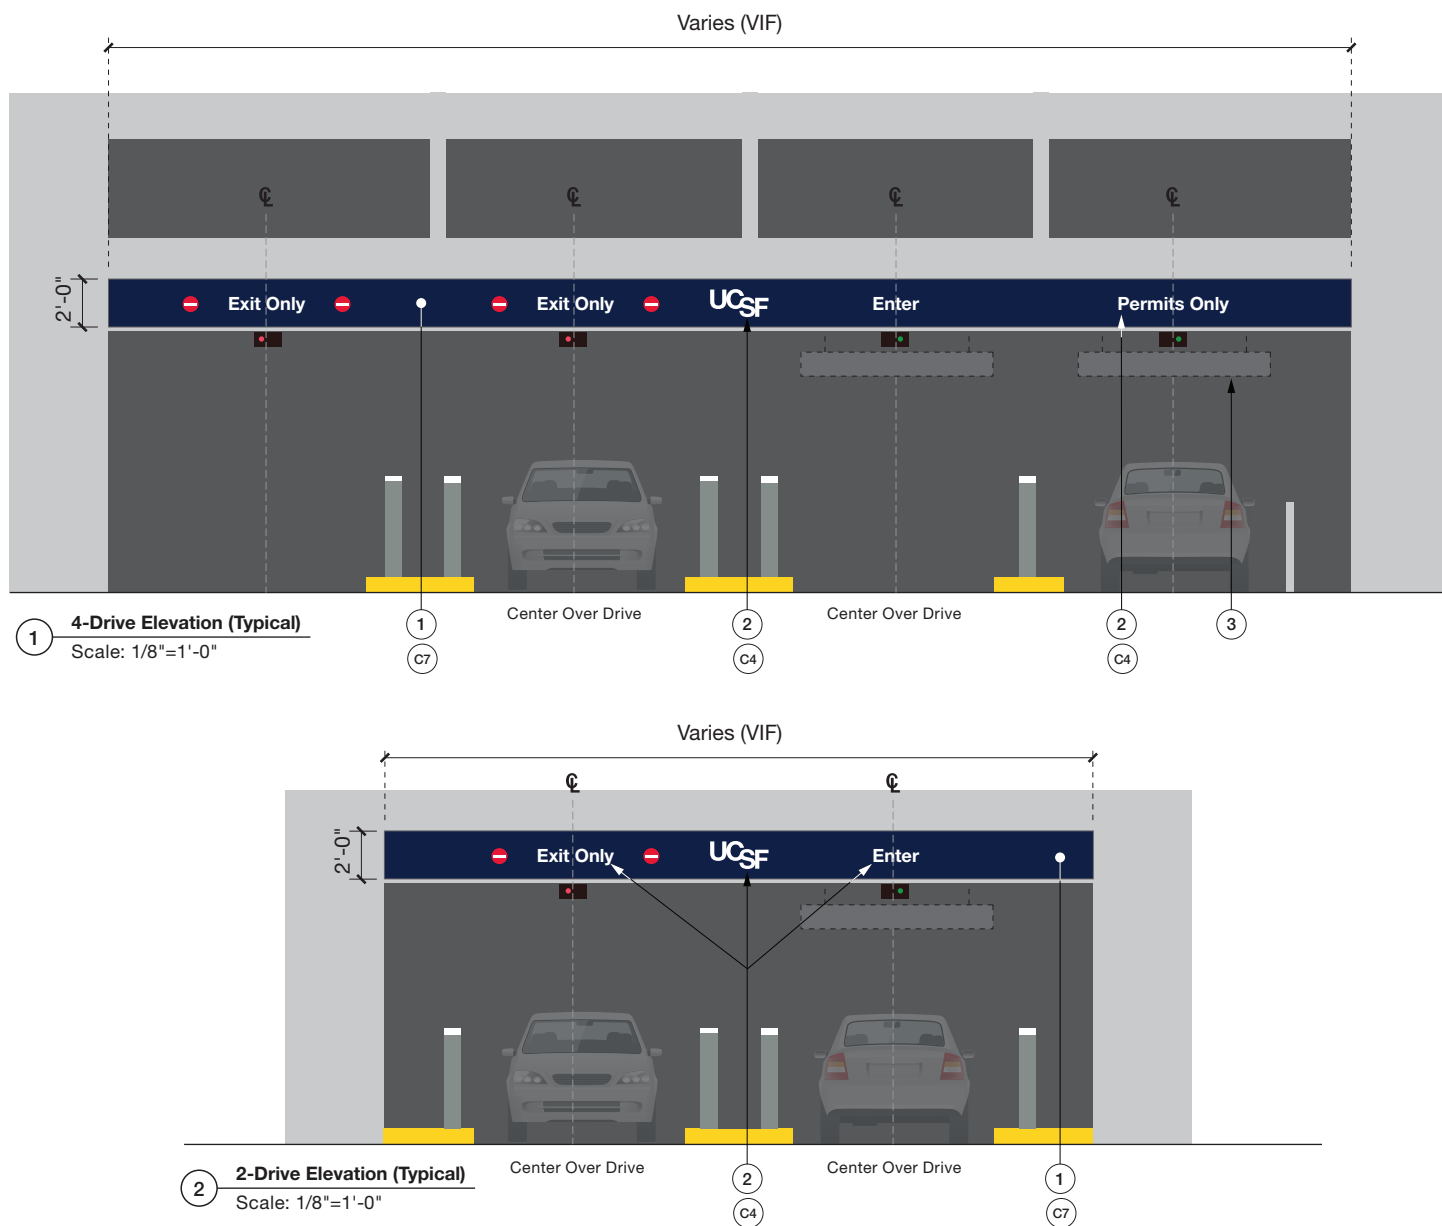 Varies (VIF)
℄ ℄ ℄ ℄
2'-0"
Exit Only Exit Only UCSF Enter Permits Only
Center Over Drive Center Over Drive
1 4-Drive Elevation (Typical)
Scale: 1/8"=1'-0"
1 2 2 3
C7 C4 C4
Varies (VIF)
℄ ℄
2'-0"
Exit Only UCSF Enter
Center Over Drive Center Over Drive
2 2-Drive Elevation (Typical)
Scale: 1/8"=1'-0"
2 1
C4 C7